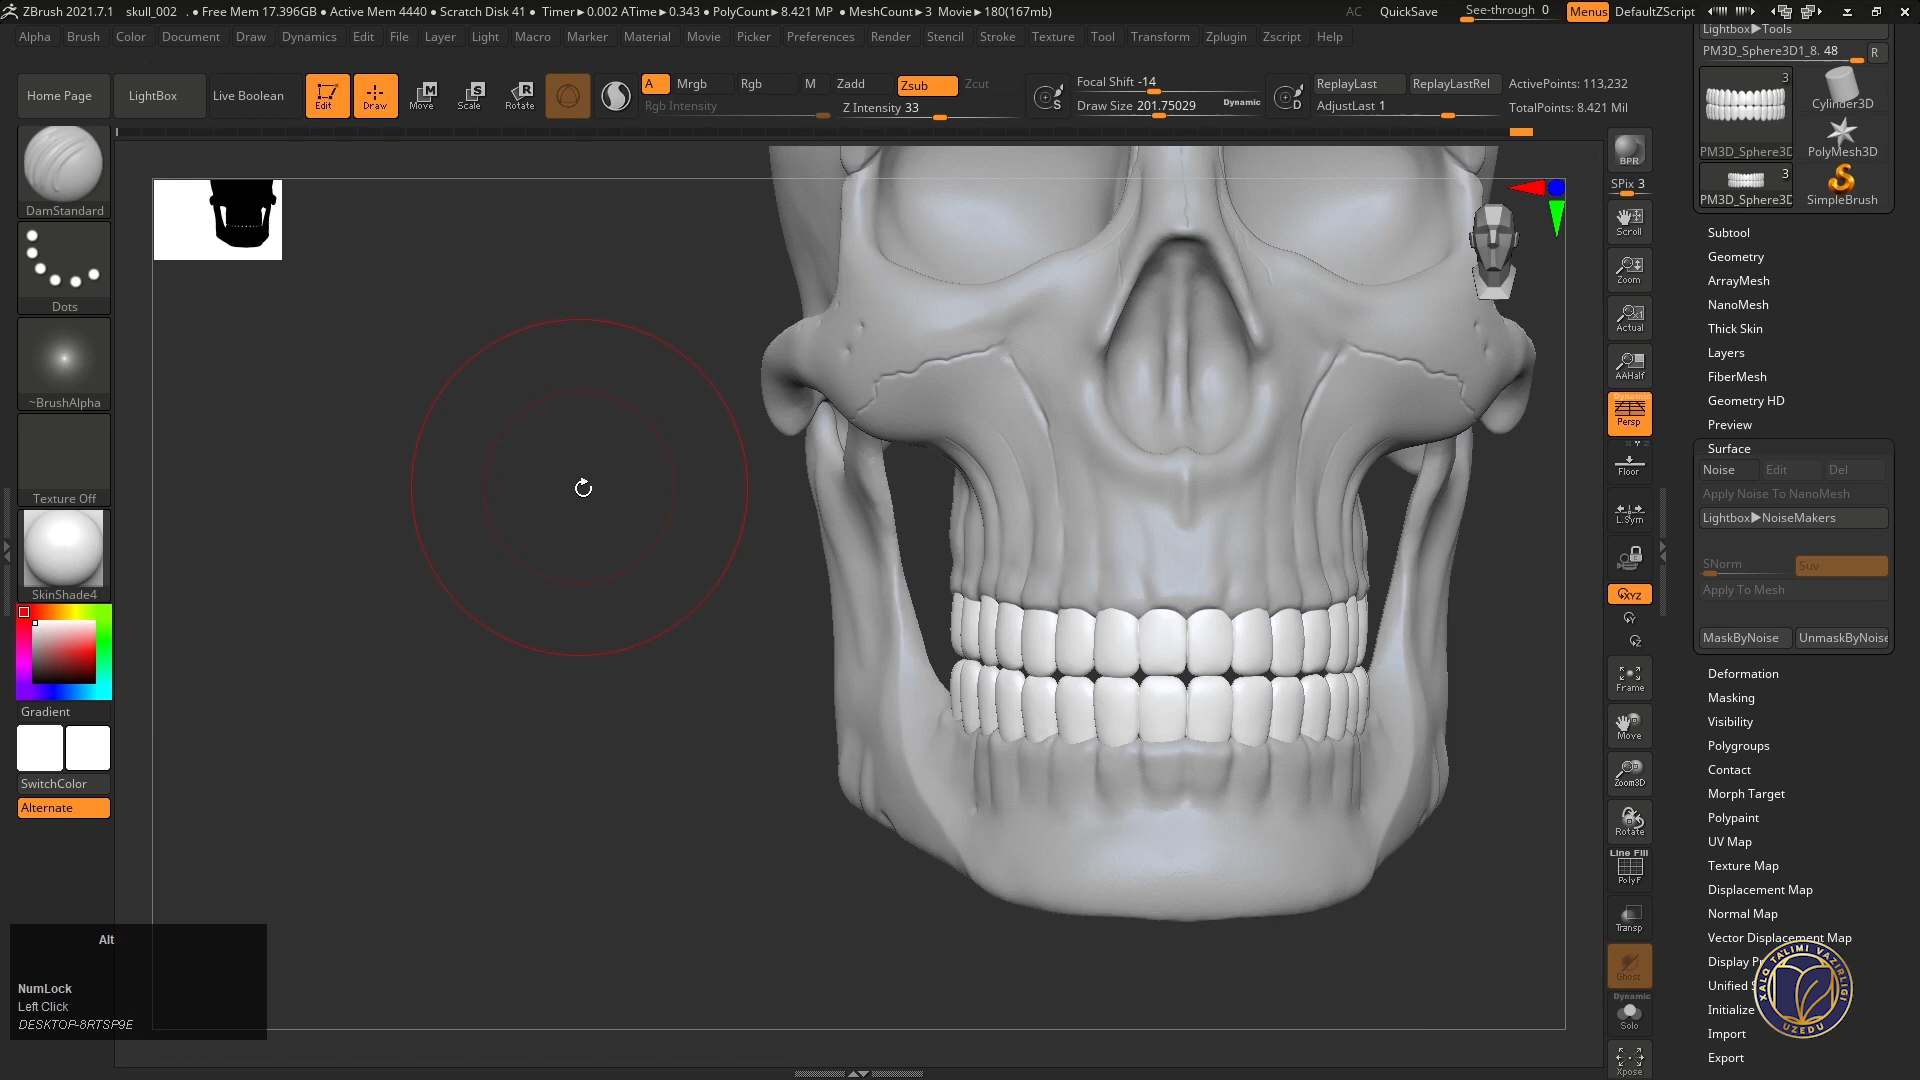 ZBrush 2021.7.1 skull_002 . ● Free Mem 17.396GB ● Active Mem 4440 ● Scratch Disk 41 ● Timer►0.002 ATime►0.343 ● PolyCount►8.421 MP ● MeshCount►3 Movie►180(167mb) AC QuickSave See-through 0 Menus DefaultZScript
Alpha Brush Color Document Draw Dynamics Edit File Layer Light Macro Marker Material Movie Picker Preferences Render Stencil Stroke Texture Tool Transform Zplugin Zscript Help
Home Page LightBox Live Boolean Edit Draw Move Scale Rotate
A Mrgb Rgb M Zadd Zsub Zcut
Rgb Intensity Z Intensity 33
Focal Shift -14
Draw Size 201.75029 Dynamic
ReplayLast ReplayLastRel
AdjustLast 1
ActivePoints: 113,232
TotalPoints: 8.421 Mil
DamStandard
Dots
~BrushAlpha
Texture Off
SkinShade4
Gradient
SwitchColor
Alternate
Alt
NumLock
Left Click
DESKTOP-8RTSP9E
BPR
SPix 3
Scroll
Zoom
Actual
AAHalf
Dynamic
Persp
Floor
L.Sym
XYZ
Y
Z
Frame
Move
Zoom3D
Rotate
Line Fill
PolyF
Transp
Ghost
Dynamic
Solo
Xpose
Lightbox►Tools
PM3D_Sphere3D1_8. 48 R
3
PM3D_Sphere3D
Cylinder3D
PolyMesh3D
3
PM3D_Sphere3D
SimpleBrush
Subtool
Geometry
ArrayMesh
NanoMesh
Thick Skin
Layers
FiberMesh
Geometry HD
Preview
Surface
Noise Edit Del
Apply Noise To NanoMesh
Lightbox►NoiseMakers
SNorm Suv
Apply To Mesh
MaskByNoise UnmaskByNoise
Deformation
Masking
Visibility
Polygroups
Contact
Morph Target
Polypaint
UV Map
Texture Map
Displacement Map
Normal Map
Vector Displacement Map
Display P
Unified S
Initialize
Import
Export
XALQ TA'LIMI VAZIRLIGI
UZEDU